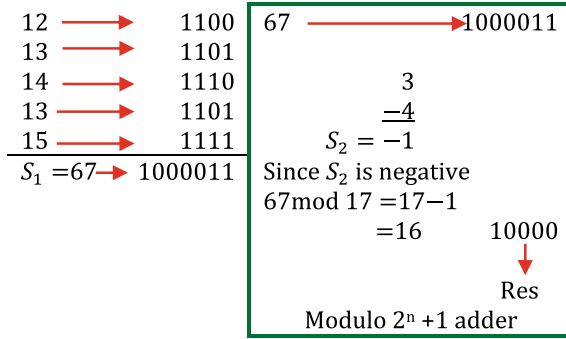 12 1100
13 1101
14 1110
13 1101
15 1111
S₁ =67 1000011
67 1000011
3
−4
S₂ = −1
Since S₂ is negative
67mod 17 =17−1
=16 10000
Res
Modulo 2ⁿ +1 adder